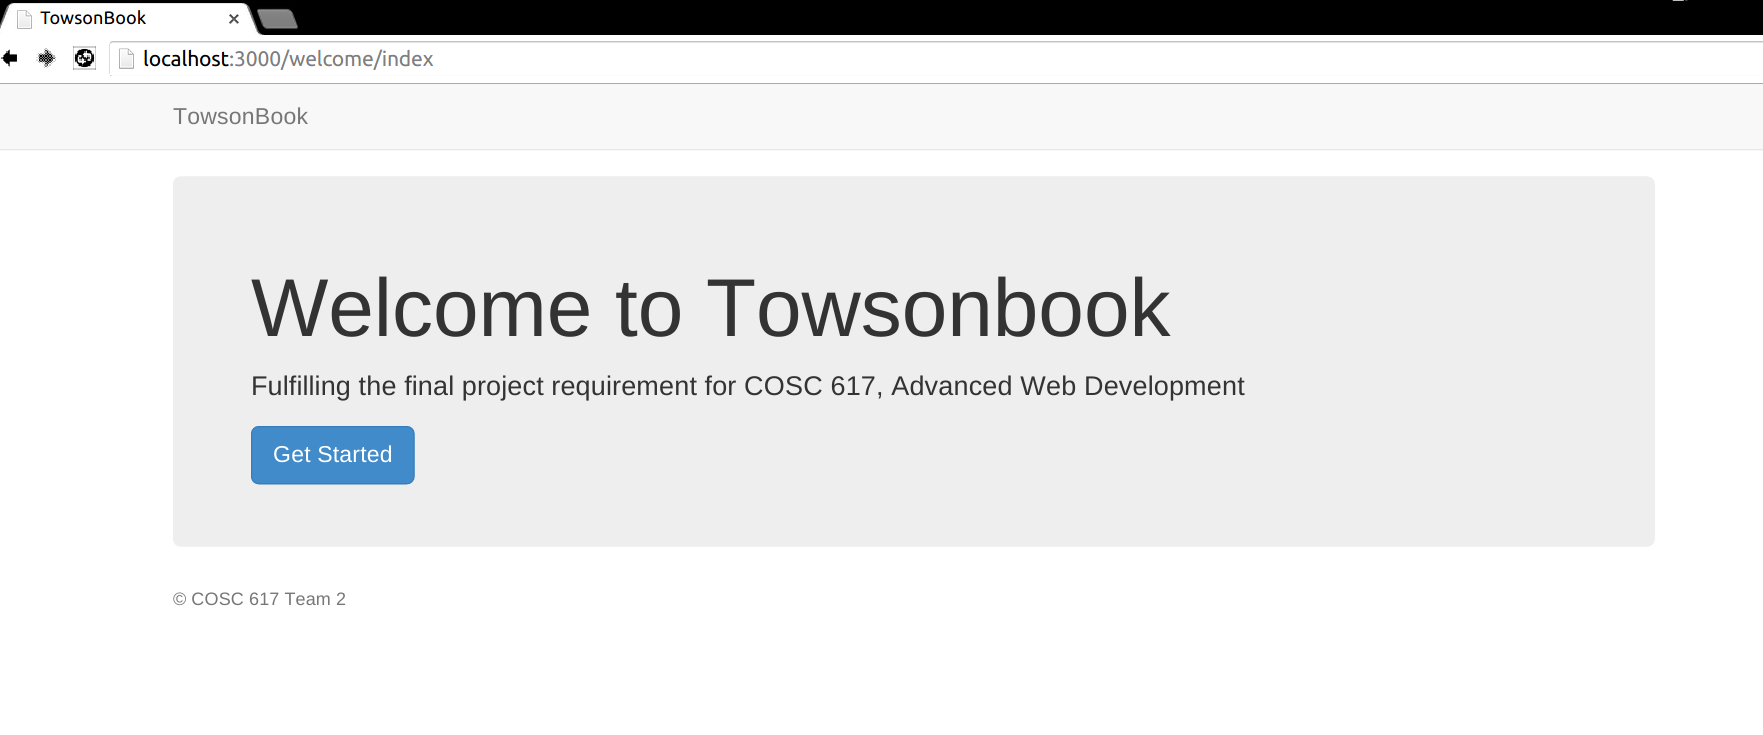 TowsonBook
localhost:3000/welcome/index
TowsonBook
Welcome to Towsonbook
Fulfilling the final project requirement for COSC 617, Advanced Web Development
Get Started
© COSC 617 Team 2